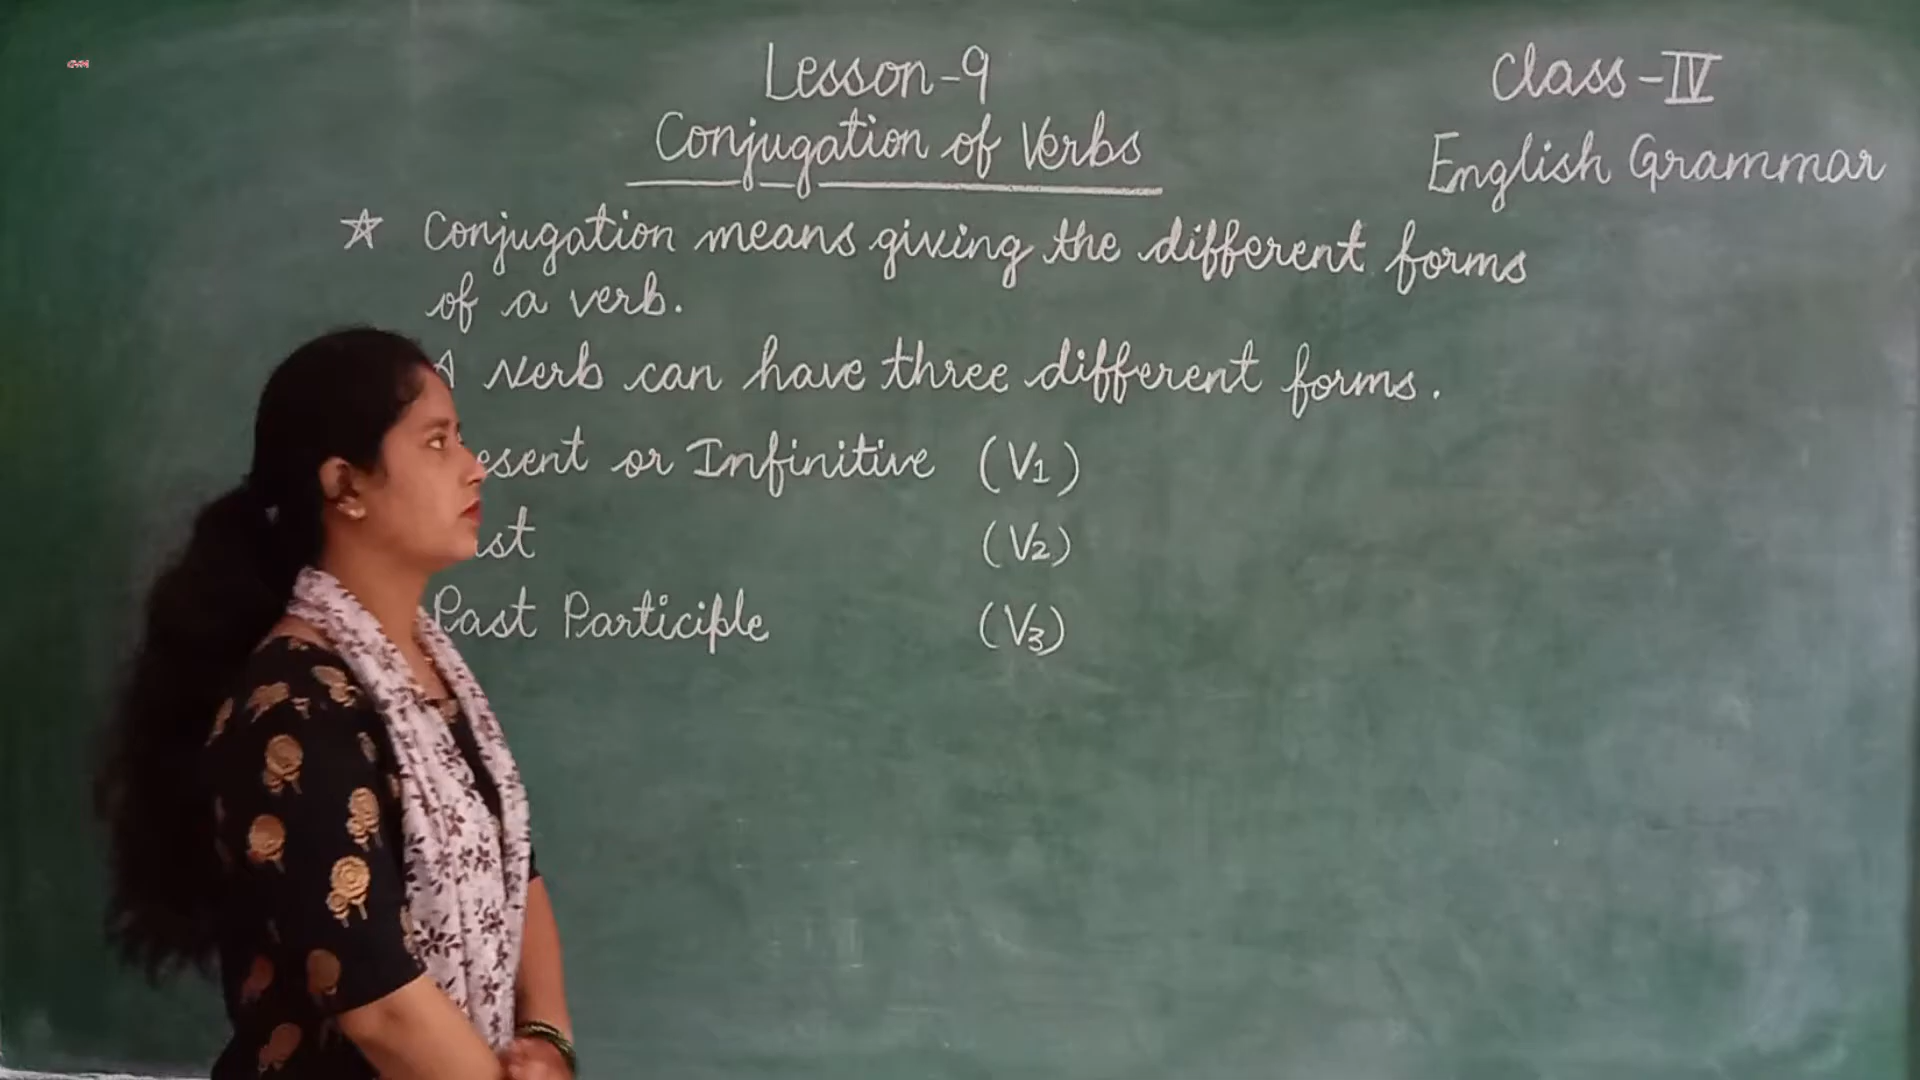 Lesson-9
Class-IV
Conjugation of Verbs
English Grammar
☆ Conjugation means giving the different forms
of a verb.
A verb can have three different forms.
esent or Infinitive (V1)
st (V2)
Past Participle (V3)